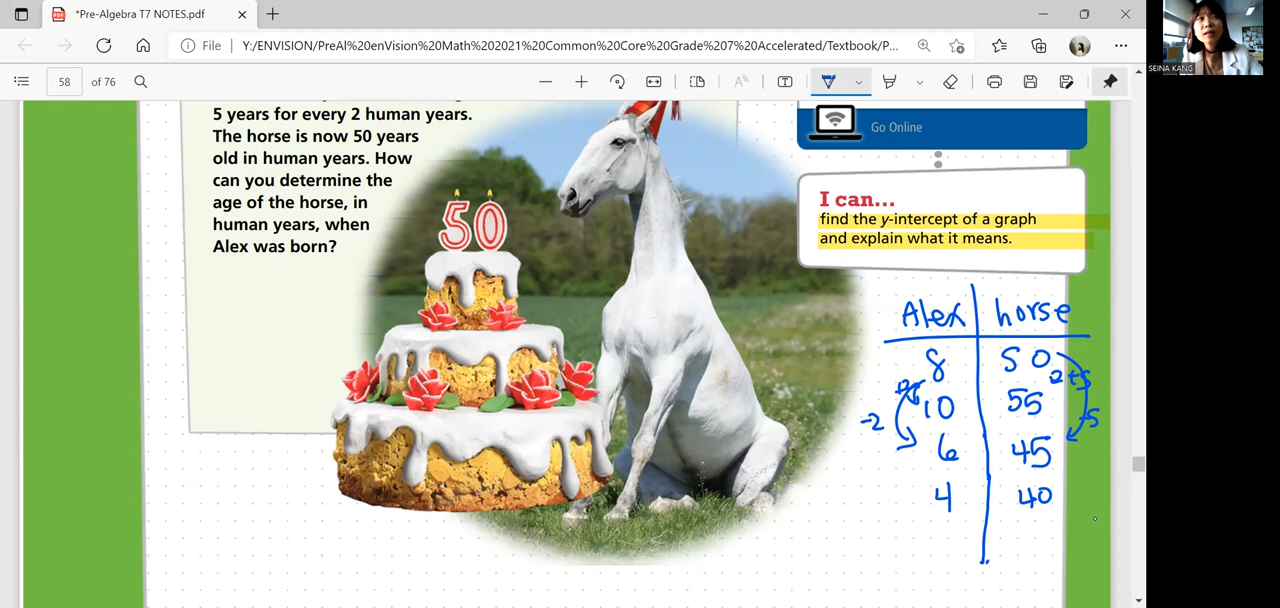 *Pre-Algebra T7 NOTES.pdf
File
Y:/ENVISION/PreAl%20enVision%20Math%202021%20Common%20Core%20Grade%207%20Accelerated/Textbook/P...
58
of 76
SEINA KANG
5 years for every 2 human years.
The horse is now 50 years
old in human years. How
can you determine the
age of the horse, in
human years, when
Alex was born?
50
Go Online
I can...
find the y-intercept of a graph
and explain what it means.
Alex horse
8 50
+5
10 55
-2 -5
6 45
4 40